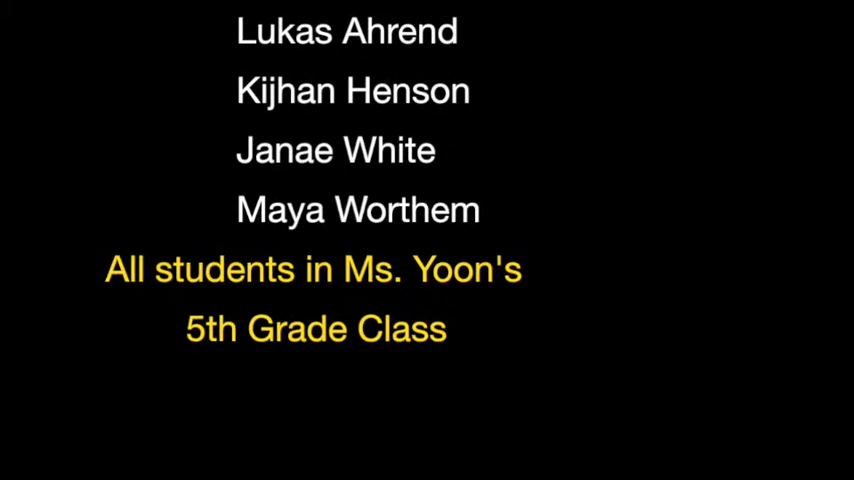 Lukas Ahrend
Kijhan Henson
Janae White
Maya Worthem
All students in Ms. Yoon's
5th Grade Class